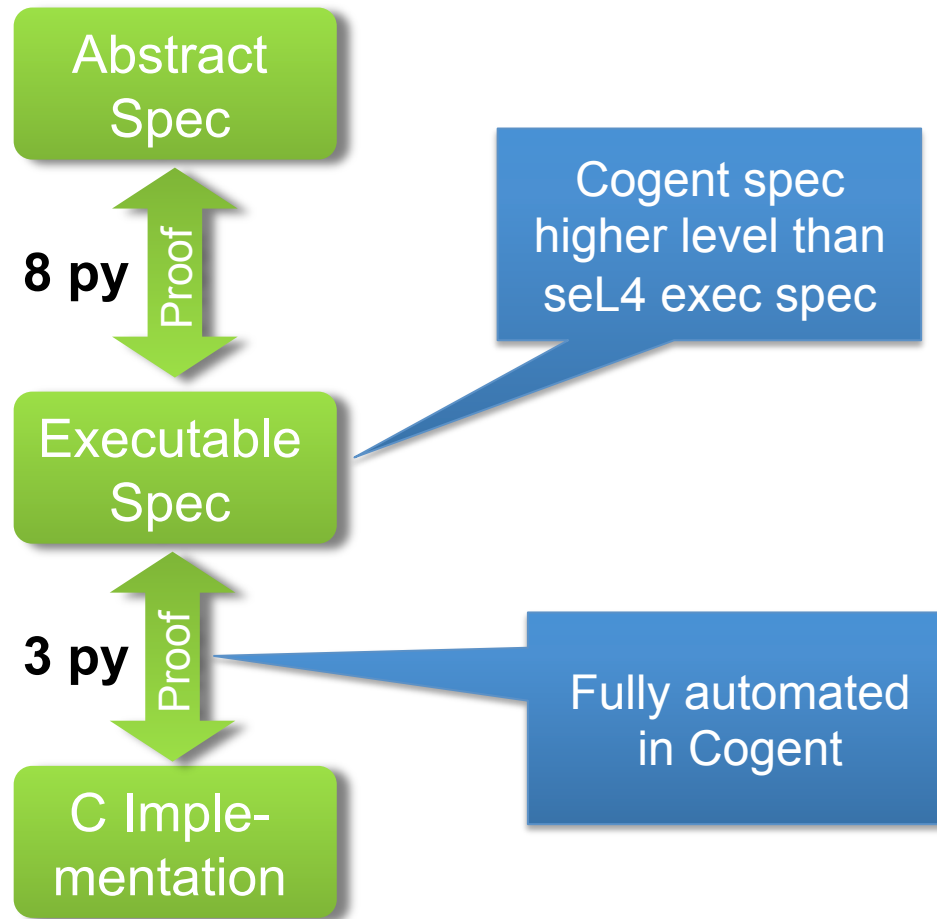 Abstract
Spec
8 py
Proof
Cogent spec
higher level than
seL4 exec spec
Executable
Spec
3 py
Proof
Fully automated
in Cogent
C Imple-
mentation